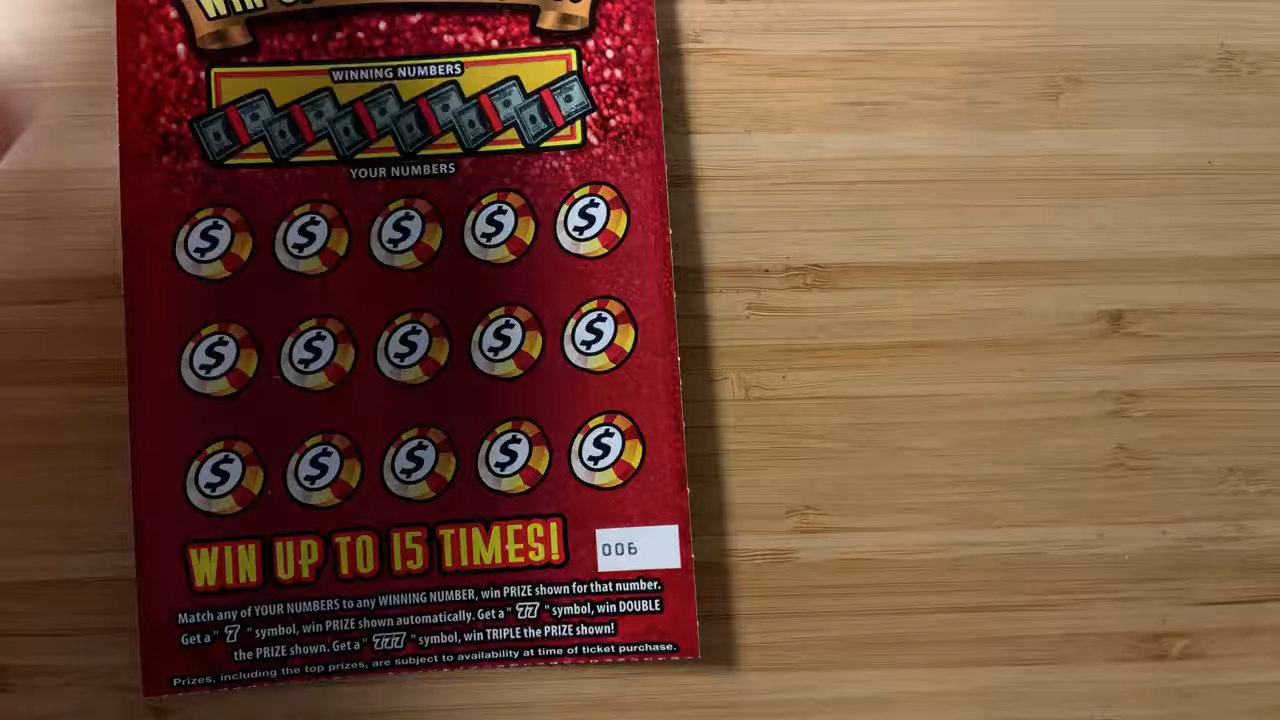 WIN
WINNING NUMBERS
YOUR NUMBERS
$ $ $ $ $
$ $ $ $ $
$ $ $ $ $
WIN UP TO 15 TIMES!
006
Match any of YOUR NUMBERS to any WINNING NUMBER, win PRIZE shown for that number.
Get a " 7 " symbol, win PRIZE shown automatically. Get a " 77 " symbol, win DOUBLE
the PRIZE shown. Get a " 777 " symbol, win TRIPLE the PRIZE shown!
Prizes, including the top prizes, are subject to availability at time of ticket purchase.